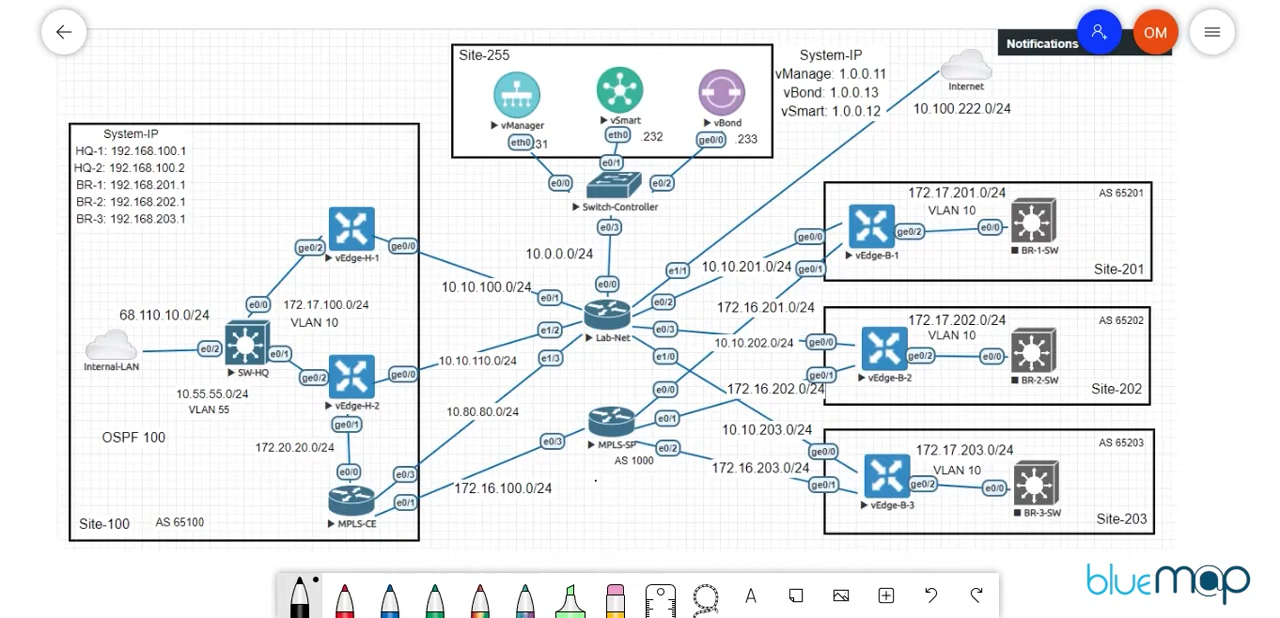 OM
Notifications
Site-255
vManager
vSmart
vBond
eth0
31
eth0
.232
ge0/0
.233
System-IP
vManage: 1.0.0.11
vBond: 1.0.0.13
vSmart: 1.0.0.12
Internet
10.100.222.0/24
e0/0
e0/1
e0/2
Switch-Controller
e0/3
10.0.0.0/24
System-IP
HQ-1: 192.168.100.1
HQ-2: 192.168.100.2
BR-1: 192.168.201.1
BR-2: 192.168.202.1
BR-3: 192.168.203.1
ge0/2
ge0/0
vEdge-H-1
e0/0
172.17.100.0/24
VLAN 10
68.110.10.0/24
Internal-LAN
e0/2
e0/1
SW-HQ
ge0/2
ge0/0
vEdge-H-2
10.55.55.0/24
VLAN 55
ge0/1
OSPF 100
172.20.20.0/24
e0/0
e0/3
e0/1
MPLS-CE
Site-100
AS 65100
10.10.100.0/24
10.10.110.0/24
10.80.80.0/24
172.16.100.0/24
e0/0
e1/1
e0/1
e0/2
e1/2
e0/3
e1/3
e1/0
Lab-Net
e0/0
e0/1
e0/3
e0/2
MPLS-SP
AS 1000
10.10.201.0/24
172.16.201.0/24
10.10.202.0/24
172.16.202.0/24
10.10.203.0/24
172.16.203.0/24
172.17.201.0/24
VLAN 10
AS 65201
ge0/0
ge0/1
ge0/2
e0/0
vEdge-B-1
BR-1-SW
Site-201
172.17.202.0/24
VLAN 10
AS 65202
ge0/0
ge0/1
ge0/2
e0/0
vEdge-B-2
BR-2-SW
Site-202
172.17.203.0/24
VLAN 10
AS 65203
ge0/0
ge0/1
ge0/2
e0/0
vEdge-B-3
BR-3-SW
Site-203
A
bluemap